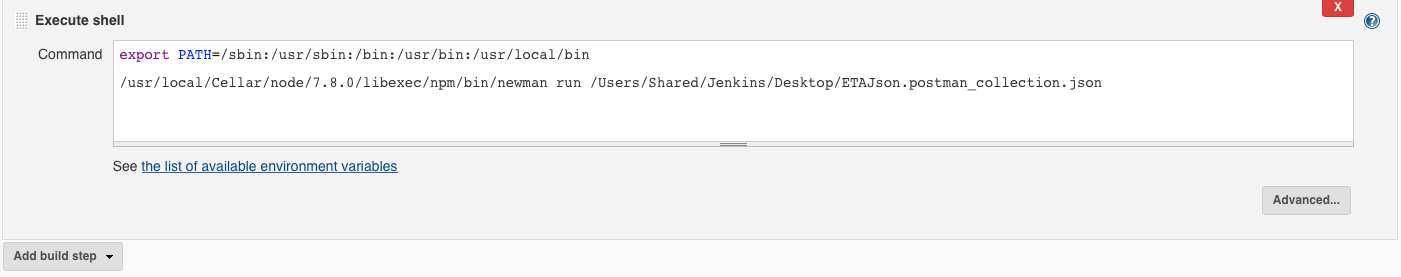 X
Execute shell
?
Command
export PATH=/sbin:/usr/sbin:/bin:/usr/bin:/usr/local/bin
/usr/local/Cellar/node/7.8.0/libexec/npm/bin/newman run /Users/Shared/Jenkins/Desktop/ETAJson.postman_collection.json
See the list of available environment variables
Advanced...
Add build step